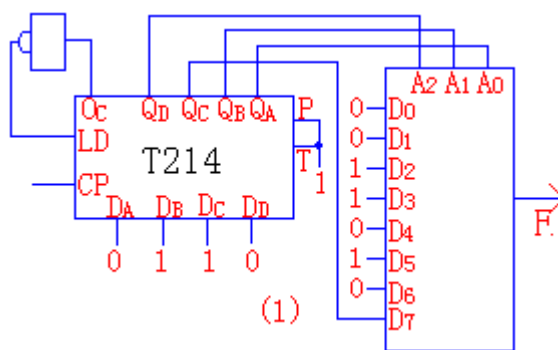 A2 A1 A0
OC QD QC QB QA P
0 D0
LD
0 D1
T214 T
1 D2
CP
1
1 D3
DA DB DC DD
F.
0 D4
0 1 1 0
1 D5
0 D6
(1)
D7